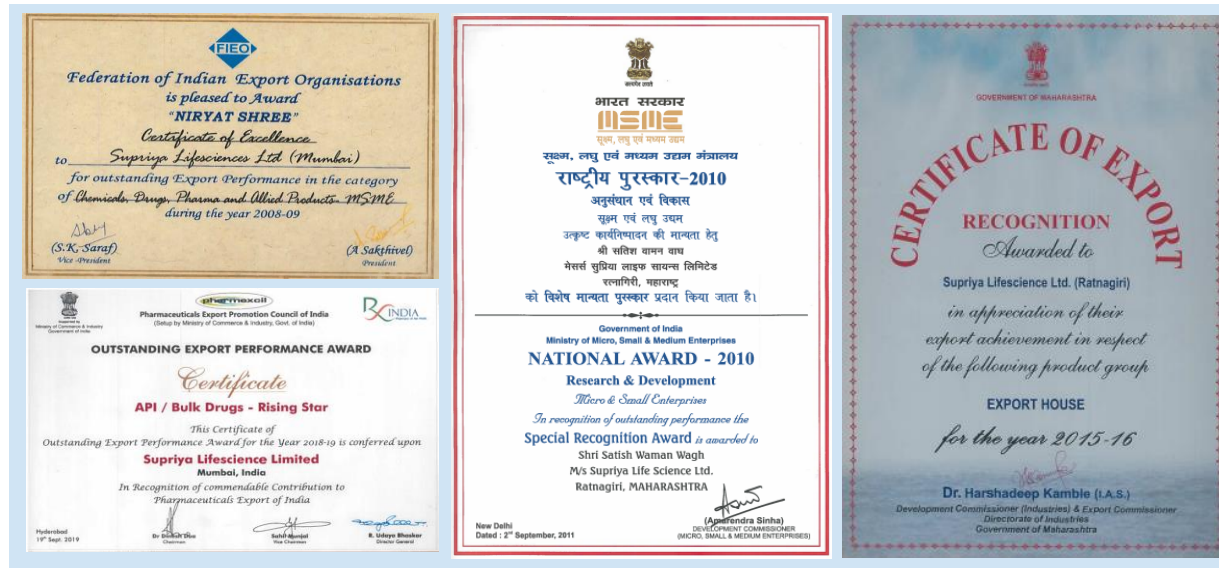 FIEO
Federation of Indian Export Organisations
is pleased to Award
"NIRYAT SHREE"
Certificate of Excellence
to Supriya Lifesciences Ltd (Mumbai)
for outstanding Export Performance in the category
of Chemicals, Drugs, Pharma and Allied Products - MSME
during the year 2008-09
(S.K. Saraf)
Vice -President
(A Sakthivel)
President
Supported by
Ministry of Commerce & Industry
Government of India
pharmexcil
Pharmaceuticals Export Promotion Council of India
(Setup by Ministry of Commerce & Industry, Govt. of India)
Rx INDIA
OUTSTANDING EXPORT PERFORMANCE AWARD
Certificate
API / Bulk Drugs - Rising Star
This Certificate of
Outstanding Export Performance Award for the Year 2018-19 is conferred upon
Supriya Lifescience Limited
Mumbai, India
In Recognition of commendable Contribution to
Pharmaceuticals Export of India
Hyderabad
19th Sept. 2019
Dr Dinesh Dua
Chairman
Sahil Munjal
Vice Chairman
R. Udaya Bhaskar
Director General
सत्यमेव जयते
भारत सरकार
MSME
सूक्ष्म, लघु एवं मध्यम उद्यम
सूक्ष्म, लघु एवं मध्यम उद्यम मंत्रालय
राष्ट्रीय पुरस्कार-2010
अनुसंधान एवं विकास
सूक्ष्म एवं लघु उद्यम
उत्कृष्ट कार्यनिष्पादन की मान्यता हेतु
श्री सतिश वामन वाघ
मेसर्स सुप्रिया लाइफ सायन्स लिमिटेड
रत्नागिरी, महाराष्ट्र
को विशेष मान्यता पुरस्कार प्रदान किया जाता है।
Government of India
Ministry of Micro, Small & Medium Enterprises
NATIONAL AWARD - 2010
Research & Development
Micro & Small Enterprises
In recognition of outstanding performance the
Special Recognition Award is awarded to
Shri Satish Waman Wagh
M/s Supriya Life Science Ltd.
Ratnagiri, MAHARASHTRA
New Delhi
Dated : 2nd September, 2011
(Amarendra Sinha)
DEVELOPMENT COMMISSIONER
(MICRO, SMALL & MEDIUM ENTERPRISES)
GOVERNMENT OF MAHARASHTRA
CERTIFICATE OF EXPORT
RECOGNITION
Awarded to
Supriya Lifescience Ltd. (Ratnagiri)
in appreciation of their
export achievement in respect
of the following product group
EXPORT HOUSE
for the year 2015-16
Dr. Harshadeep Kamble (I.A.S.)
Development Commissioner (Industries) & Export Commissioner
Directorate of Industries
Government of Maharashtra